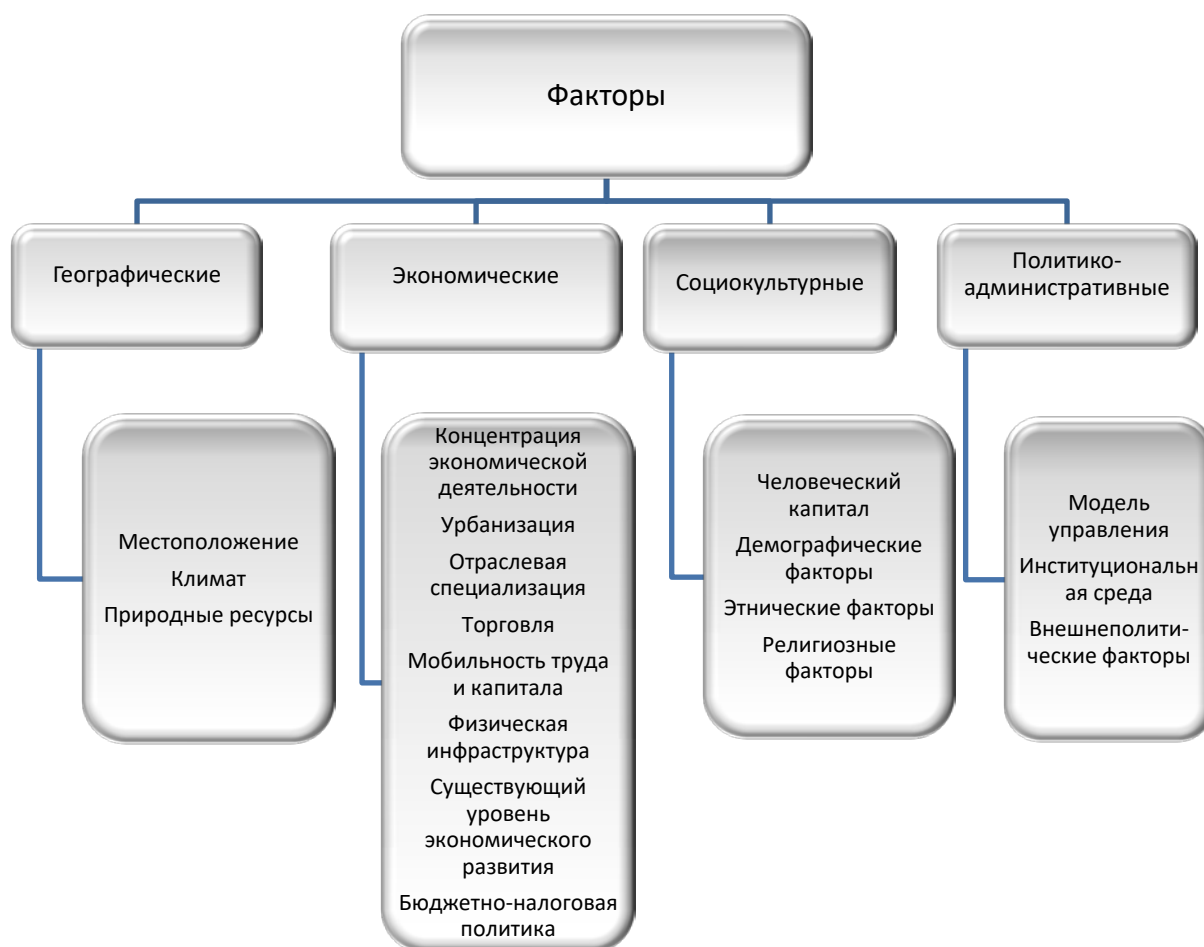 Факторы
Географические
Экономические
Социокультурные
Политико-
административные
Местоположение
Климат
Природные ресурсы
Концентрация
экономической
деятельности
Урбанизация
Отраслевая
специализация
Торговля
Мобильность труда
и капитала
Физическая
инфраструктура
Существующий
уровень
экономического
развития
Бюджетно-налоговая
политика
Человеческий
капитал
Демографические
факторы
Этнические факторы
Религиозные
факторы
Модель
управления
Институциональн
ая среда
Внешнеполити-
ческие факторы